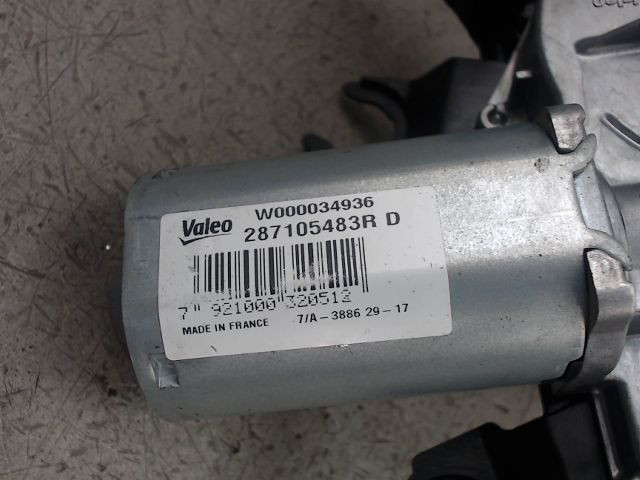 Valeo
W000034936
287105483R D
7 921000 320512
MADE IN FRANCE 7/A-3886 29-17